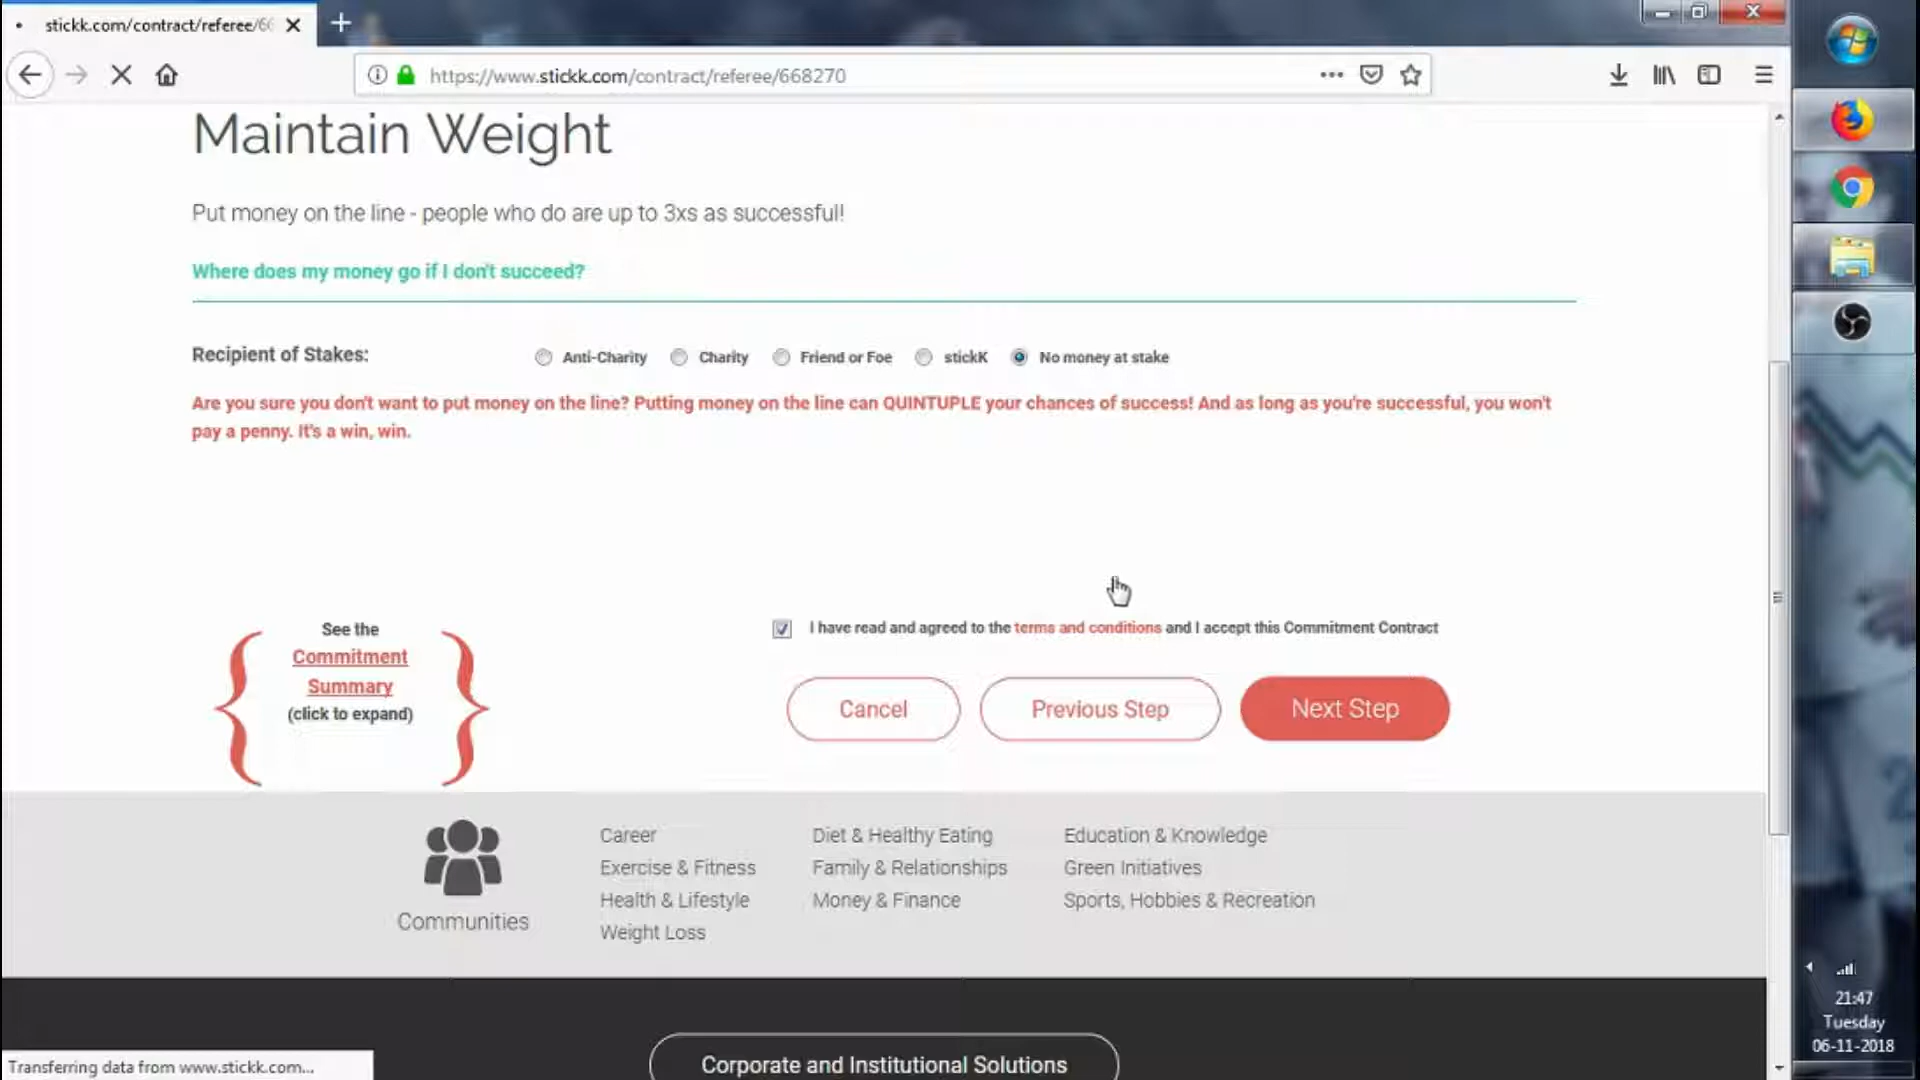 stickk.com/contract/referee/66
https://www.stickk.com/contract/referee/668270
Maintain Weight
Put money on the line - people who do are up to 3xs as successful!
Where does my money go if I don't succeed?
Recipient of Stakes:
Anti-Charity
Charity
Friend or Foe
stickK
No money at stake
Are you sure you don't want to put money on the line? Putting money on the line can QUINTUPLE your chances of success! And as long as you're successful, you won't
pay a penny. It's a win, win.
See the
Commitment
Summary
(click to expand)
I have read and agreed to the terms and conditions and I accept this Commitment Contract
Cancel
Previous Step
Next Step
Communities
Career
Exercise & Fitness
Health & Lifestyle
Weight Loss
Diet & Healthy Eating
Family & Relationships
Money & Finance
Education & Knowledge
Green Initiatives
Sports, Hobbies & Recreation
Corporate and Institutional Solutions
Transferring data from www.stickk.com...
21:47
Tuesday
06-11-2018